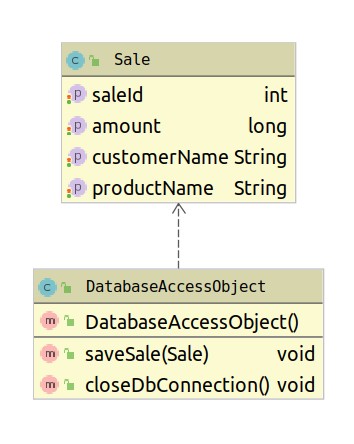 c Sale
p saleId int
p amount long
p customerName String
p productName String
c DatabaseAccessObject
m DatabaseAccessObject()
m saveSale(Sale) void
m closeDbConnection() void